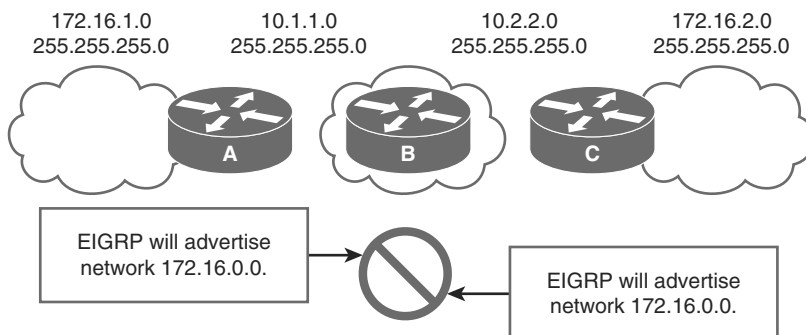 172.16.1.0
255.255.255.0
10.1.1.0
255.255.255.0
10.2.2.0
255.255.255.0
172.16.2.0
255.255.255.0
A
B
C
EIGRP will advertise
network 172.16.0.0.
EIGRP will advertise
network 172.16.0.0.